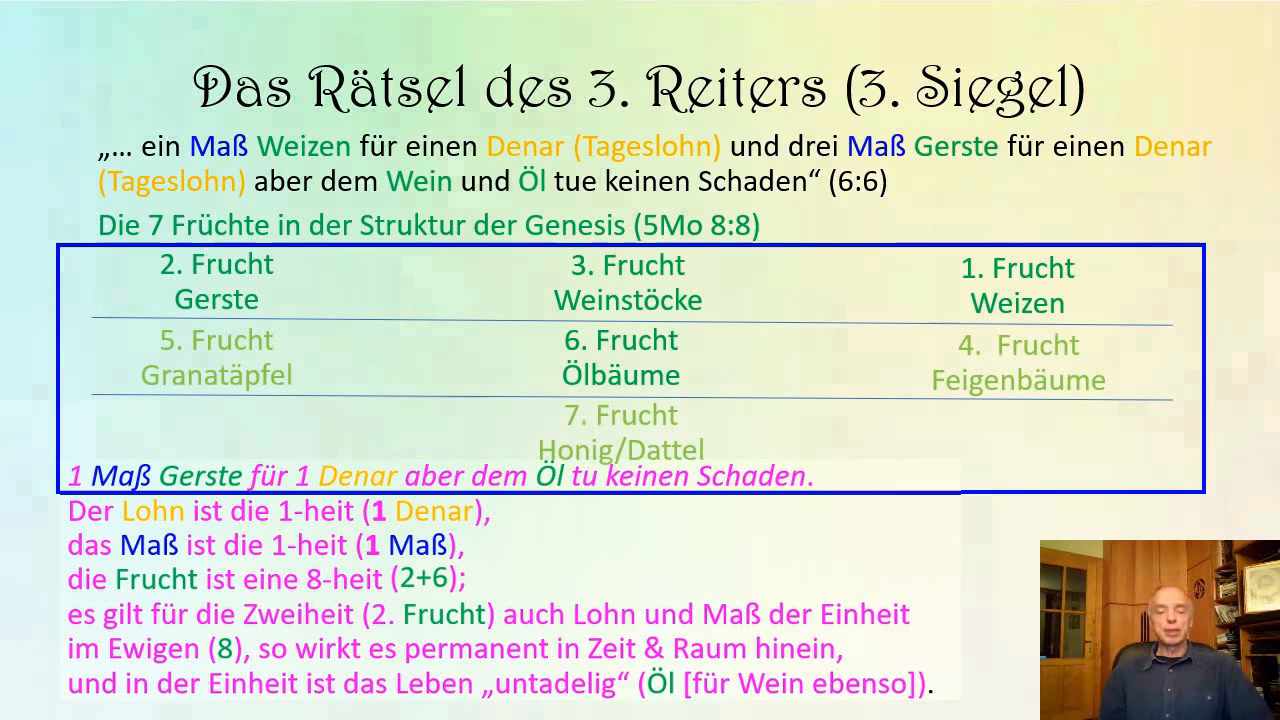 Das Rätsel des 3. Reiters (3. Siegel)
„… ein Maß Weizen für einen Denar (Tageslohn) und drei Maß Gerste für einen Denar
(Tageslohn) aber dem Wein und Öl tue keinen Schaden“ (6:6)
Die 7 Früchte in der Struktur der Genesis (5Mo 8:8)
2. Frucht 3. Frucht 1. Frucht
Gerste Weinstöcke Weizen
5. Frucht 6. Frucht 4. Frucht
Granatäpfel Ölbäume Feigenbäume
7. Frucht
Honig/Dattel
1 Maß Gerste für 1 Denar aber dem Öl tu keinen Schaden.
Der Lohn ist die 1-heit (1 Denar),
das Maß ist die 1-heit (1 Maß),
die Frucht ist eine 8-heit (2+6);
es gilt für die Zweiheit (2. Frucht) auch Lohn und Maß der Einheit
im Ewigen (8), so wirkt es permanent in Zeit & Raum hinein,
und in der Einheit ist das Leben „untadelig“ (Öl [für Wein ebenso]).